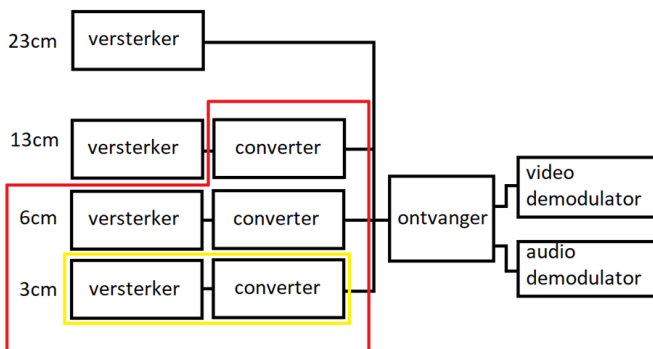 23cm versterker
13cm versterker converter
video
demodulator
6cm versterker converter ontvanger
audio
demodulator
3cm versterker converter